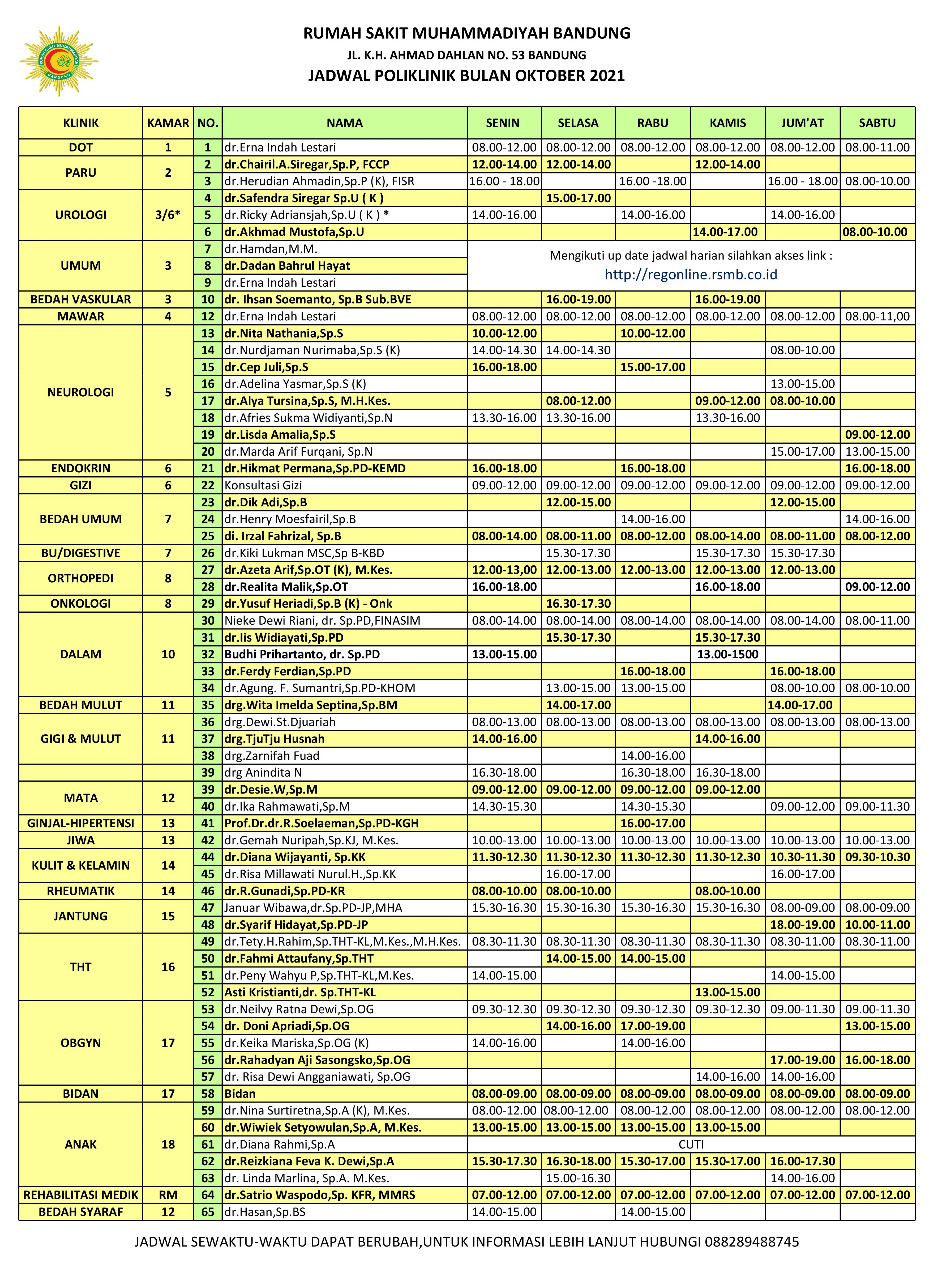 RUMAH SAKIT MUHAMMADIYAH BANDUNG
JL. K.H. AHMAD DAHLAN NO. 53 BANDUNG
JADWAL POLIKLINIK BULAN OKTOBER 2021
KLINIK KAMAR NO. NAMA SENIN SELASA RABU KAMIS JUM'AT SABTU
DOT 1 1 dr.Erna Indah Lestari 08.00-12.00 08.00-12.00 08.00-12.00 08.00-12.00 08.00-12.00 08.00-11.00
PARU 2 2 dr.Chairil.A.Siregar,Sp.P, FCCP 12.00-14.00 12.00-14.00 12.00-14.00
3 dr.Herudian Ahmadin,Sp.P (K), FISR 16.00 - 18.00 16.00 -18.00 16.00 - 18.00 08.00-10.00
UROLOGI 3/6* 4 dr.Safendra Siregar Sp.U ( K ) 15.00-17.00
5 dr.Ricky Adriansjah,Sp.U ( K ) * 14.00-16.00 14.00-16.00 14.00-16.00
6 dr.Akhmad Mustofa,Sp.U 14.00-17.00 08.00-10.00
UMUM 3 7 dr.Hamdan,M.M. Mengikuti up date jadwal harian silahkan akses link :
8 dr.Dadan Bahrul Hayat http://regonline.rsmb.co.id
9 dr.Erna Indah Lestari
BEDAH VASKULAR 3 10 dr. Ihsan Soemanto, Sp.B Sub.BVE 16.00-19.00 16.00-19.00
MAWAR 4 12 dr.Erna Indah Lestari 08.00-12.00 08.00-12.00 08.00-12.00 08.00-12.00 08.00-12.00 08.00-11,00
NEUROLOGI 5 13 dr.Nita Nathania,Sp.S 10.00-12.00 10.00-12.00
14 dr.Nurdjaman Nurimaba,Sp.S (K) 14.00-14.30 14.00-14.30 08.00-10.00
15 dr.Cep Juli,Sp.S 16.00-18.00 15.00-17.00
16 dr.Adelina Yasmar,Sp.S (K) 13.00-15.00
17 dr.Alya Tursina,Sp.S, M.H.Kes. 08.00-12.00 09.00-12.00 08.00-10.00
18 dr.Afries Sukma Widiyanti,Sp.N 13.30-16.00 13.30-16.00 13.30-16.00
19 dr.Lisda Amalia,Sp.S 09.00-12.00
20 dr.Marda Arif Furqani, Sp.N 15.00-17.00 13.00-15.00
ENDOKRIN 6 21 dr.Hikmat Permana,Sp.PD-KEMD 16.00-18.00 16.00-18.00 16.00-18.00
GIZI 6 22 Konsultasi Gizi 09.00-12.00 09.00-12.00 09.00-12.00 09.00-12.00 09.00-12.00 09.00-12.00
BEDAH UMUM 7 23 dr.Dik Adi,Sp.B 12.00-15.00 12.00-15.00
24 dr.Henry Moesfairil,Sp.B 14.00-16.00 14.00-16.00
25 di. Irzal Fahrizal, Sp.B 08.00-14.00 08.00-11.00 08.00-12.00 08.00-14.00 08.00-11.00 08.00-12.00
BU/DIGESTIVE 7 26 dr.Kiki Lukman MSC,Sp B-KBD 15.30-17.30 15.30-17.30 15.30-17.30
ORTHOPEDI 8 27 dr.Azeta Arif,Sp.OT (K), M.Kes. 12.00-13,00 12.00-13.00 12.00-13.00 12.00-13.00 12.00-13.00
28 dr.Realita Malik,Sp.OT 16.00-18.00 16.00-18.00 09.00-12.00
ONKOLOGI 8 29 dr.Yusuf Heriadi,Sp.B (K) - Onk 16.30-17.30
DALAM 10 30 Nieke Dewi Riani, dr. Sp.PD,FINASIM 08.00-14.00 08.00-14.00 08.00-14.00 08.00-14.00 08.00-14.00 08.00-11.00
31 dr.Iis Widiayati,Sp.PD 15.30-17.30 15.30-17.30
32 Budhi Prihartanto, dr. Sp.PD 13.00-15.00 13.00-1500
33 dr.Ferdy Ferdian,Sp.PD 16.00-18.00 16.00-18.00
34 dr.Agung. F. Sumantri,Sp.PD-KHOM 13.00-15.00 13.00-15.00 08.00-10.00 08.00-10.00
BEDAH MULUT 11 35 drg.Wita Imelda Septina,Sp.BM 14.00-17.00 14.00-17.00
GIGI & MULUT 11 36 drg.Dewi.St.Djuariah 08.00-13.00 08.00-13.00 08.00-13.00 08.00-13.00 08.00-13.00 08.00-13.00
37 drg.TjuTju Husnah 14.00-16.00 14.00-16.00
38 drg.Zarnifah Fuad 14.00-16.00
39 drg Anindita N 16.30-18.00 16.30-18.00 16.30-18.00
MATA 12 39 dr.Desie.W,Sp.M 09.00-12.00 09.00-12.00 09.00-12.00 09.00-12.00
40 dr.Ika Rahmawati,Sp.M 14.30-15.30 14.30-15.30 09.00-12.00 09.00-11.30
GINJAL-HIPERTENSI 13 41 Prof.Dr.dr.R.Soelaeman,Sp.PD-KGH 16.00-17.00
JIWA 13 42 dr.Gemah Nuripah,Sp.KJ, M.Kes. 10.00-13.00 10.00-13.00 10.00-13.00 10.00-13.00 10.00-13.00 10.00-13.00
KULIT & KELAMIN 14 44 dr.Diana Wijayanti, Sp.KK 11.30-12.30 11.30-12.30 11.30-12.30 11.30-12.30 10.30-11.30 09.30-10.30
45 dr.Risa Millawati Nurul.H.,Sp.KK 16.00-17.00 16.00-17.00
RHEUMATIK 14 46 dr.R.Gunadi,Sp.PD-KR 08.00-10.00 08.00-10.00 08.00-10.00
JANTUNG 15 47 Januar Wibawa,dr.Sp.PD-JP,MHA 15.30-16.30 15.30-16.30 15.30-16.30 15.30-16.30 08.00-09.00 08.00-09.00
48 dr.Syarif Hidayat,Sp.PD-JP 18.00-19.00 10.00-11.00
THT 16 49 dr.Tety.H.Rahim,Sp.THT-KL,M.Kes.,M.H.Kes. 08.30-11.30 08.30-11.30 08.30-11.30 08.30-11.30 08.30-11.30 08.30-11.00
50 dr.Fahmi Attaufany,Sp.THT 14.00-15.00 14.00-15.00
51 dr.Peny Wahyu P,Sp.THT-KL,M.Kes. 14.00-15.00 14.00-15.00
52 Asti Kristianti,dr. Sp.THT-KL 13.00-15.00
OBGYN 17 53 dr.Neilvy Ratna Dewi,Sp.OG 09.30-12.30 09.30-12.30 09.30-12.30 09.30-12.30 09.00-11.30 09.00-11.30
54 dr. Doni Apriadi,Sp.OG 14.00-16.00 17.00-19.00 13.00-15.00
55 dr.Keika Mariska,Sp.OG (K) 14.00-16.00 14.00-16.00
56 dr.Rahadyan Aji Sasongsko,Sp.OG 17.00-19.00 16.00-18.00
57 dr. Risa Dewi Angganiawati, Sp.OG 14.00-16.00 14.00-16.00
BIDAN 17 58 Bidan 08.00-09.00 08.00-09.00 08.00-09.00 08.00-09.00 08.00-09.00 08.00-09.00
ANAK 18 59 dr.Nina Surtiretna,Sp.A (K), M.Kes. 08.00-12.00 08.00-12.00 08.00-12.00 08.00-12.00 08.00-12.00 08.00-12.00
60 dr.Wiwiek Setyowulan,Sp.A, M.Kes. 13.00-15.00 13.00-15.00 13.00-15.00 13.00-15.00
61 dr.Diana Rahmi,Sp.A CUTI
62 dr.Reizkiana Feva K. Dewi,Sp.A 15.30-17.30 16.30-18.00 15.30-17.00 15.30-17.00 16.00-17.30
63 dr. Linda Marlina, Sp.A. M.Kes. 15.00-16.30 14.00-16.00
REHABILITASI MEDIK RM 64 dr.Satrio Waspodo,Sp. KFR, MMRS 07.00-12.00 07.00-12.00 07.00-12.00 07.00-12.00 07.00-12.00 07.00-12.00
BEDAH SYARAF 12 65 dr.Hasan,Sp.BS 14.00-15.00 14.00-15.00
JADWAL SEWAKTU-WAKTU DAPAT BERUBAH,UNTUK INFORMASI LEBIH LANJUT HUBUNGI 088289488745